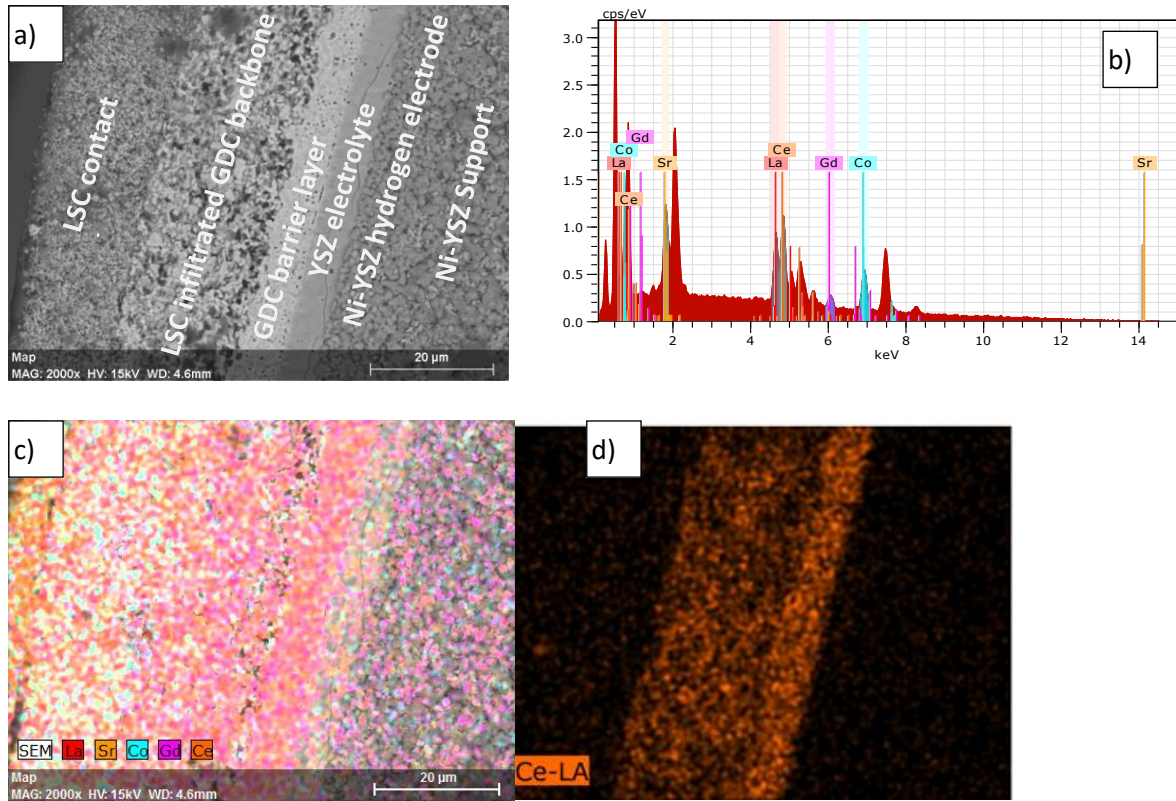 a)
LSC contact
LSC infiltrated GDC backbone
GDC barrier layer
YSZ electrolyte
Ni-YSZ hydrogen electrode
Ni-YSZ Support
Map
MAG: 2000x HV: 15kV WD: 4.6mm
20 µm
cps/eV
b)
3.0
2.5
2.0
1.5
1.0
0.5
0.0
Gd
Co
La
Sr
Ce
Ce
La
Gd
Co
Sr
2
4
6
8
10
12
14
keV
c)
SEM La Sr Co Gd Ce
Map
MAG: 2000x HV: 15kV WD: 4.6mm
20 µm
d)
Ce-LA